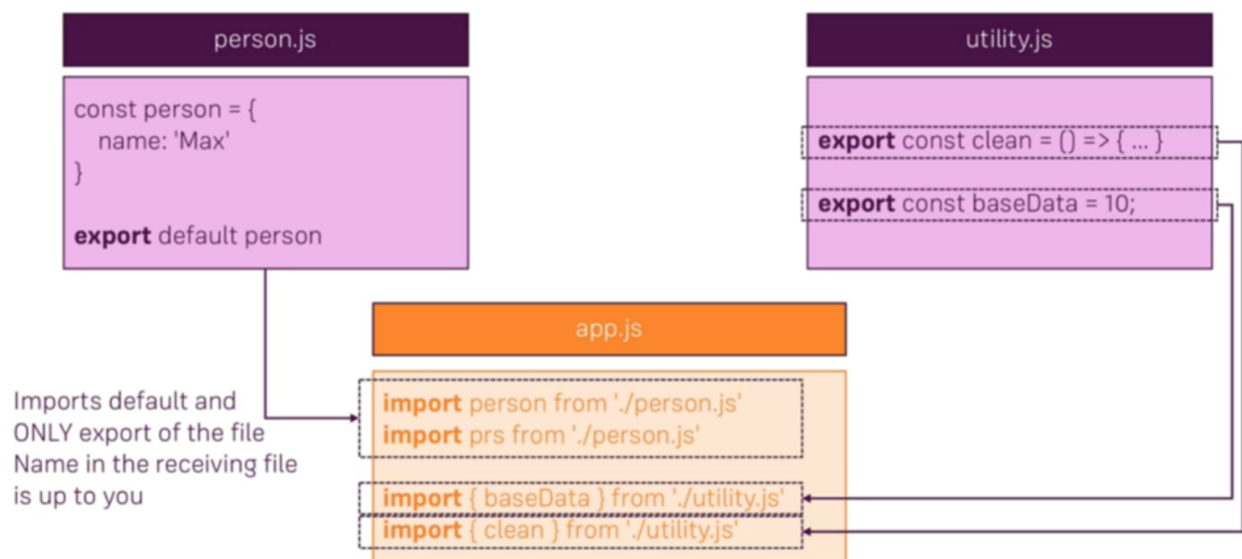 person.js
const person = {
name: 'Max'
}
export default person
utility.js
export const clean = () => { ... }
export const baseData = 10;
app.js
import person from './person.js'
import prs from './person.js'
import { baseData } from './utility.js'
import { clean } from './utility.js'
Imports default and
ONLY export of the file
Name in the receiving file
is up to you